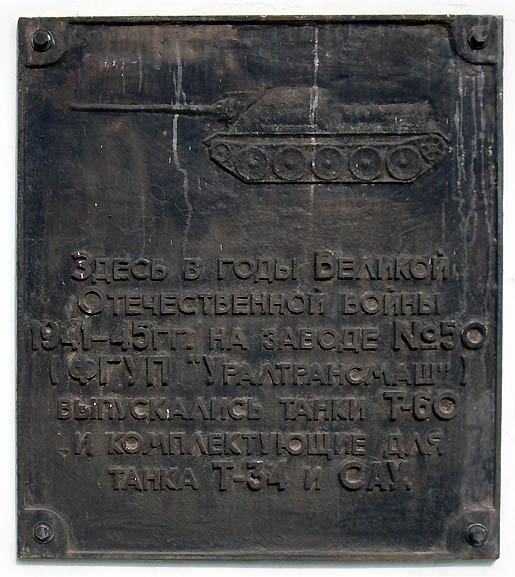 Здесь в годы Великой
Отечественной войны
1941–45гг. на заводе №50
(ФГУП "Уралтрансмаш")
выпускались танки Т-60
и комплектующие для
танка Т-34 и САУ.